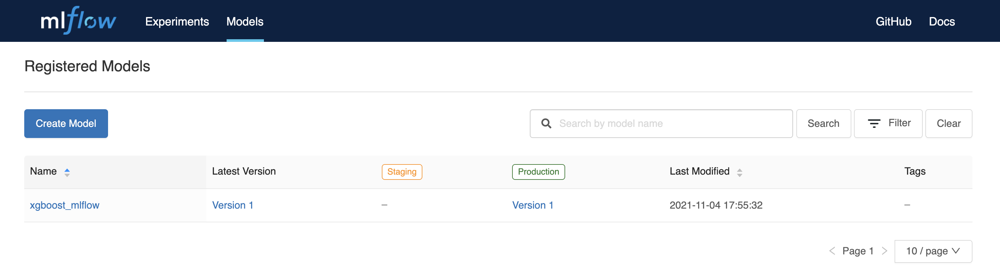 mlflow Experiments Models GitHub Docs
Registered Models
Create Model Search by model name Search Filter Clear
Name Latest Version Staging Production Last Modified Tags
xgboost_mlflow Version 1 – Version 1 2021-11-04 17:55:32 –
Page 1 10 / page